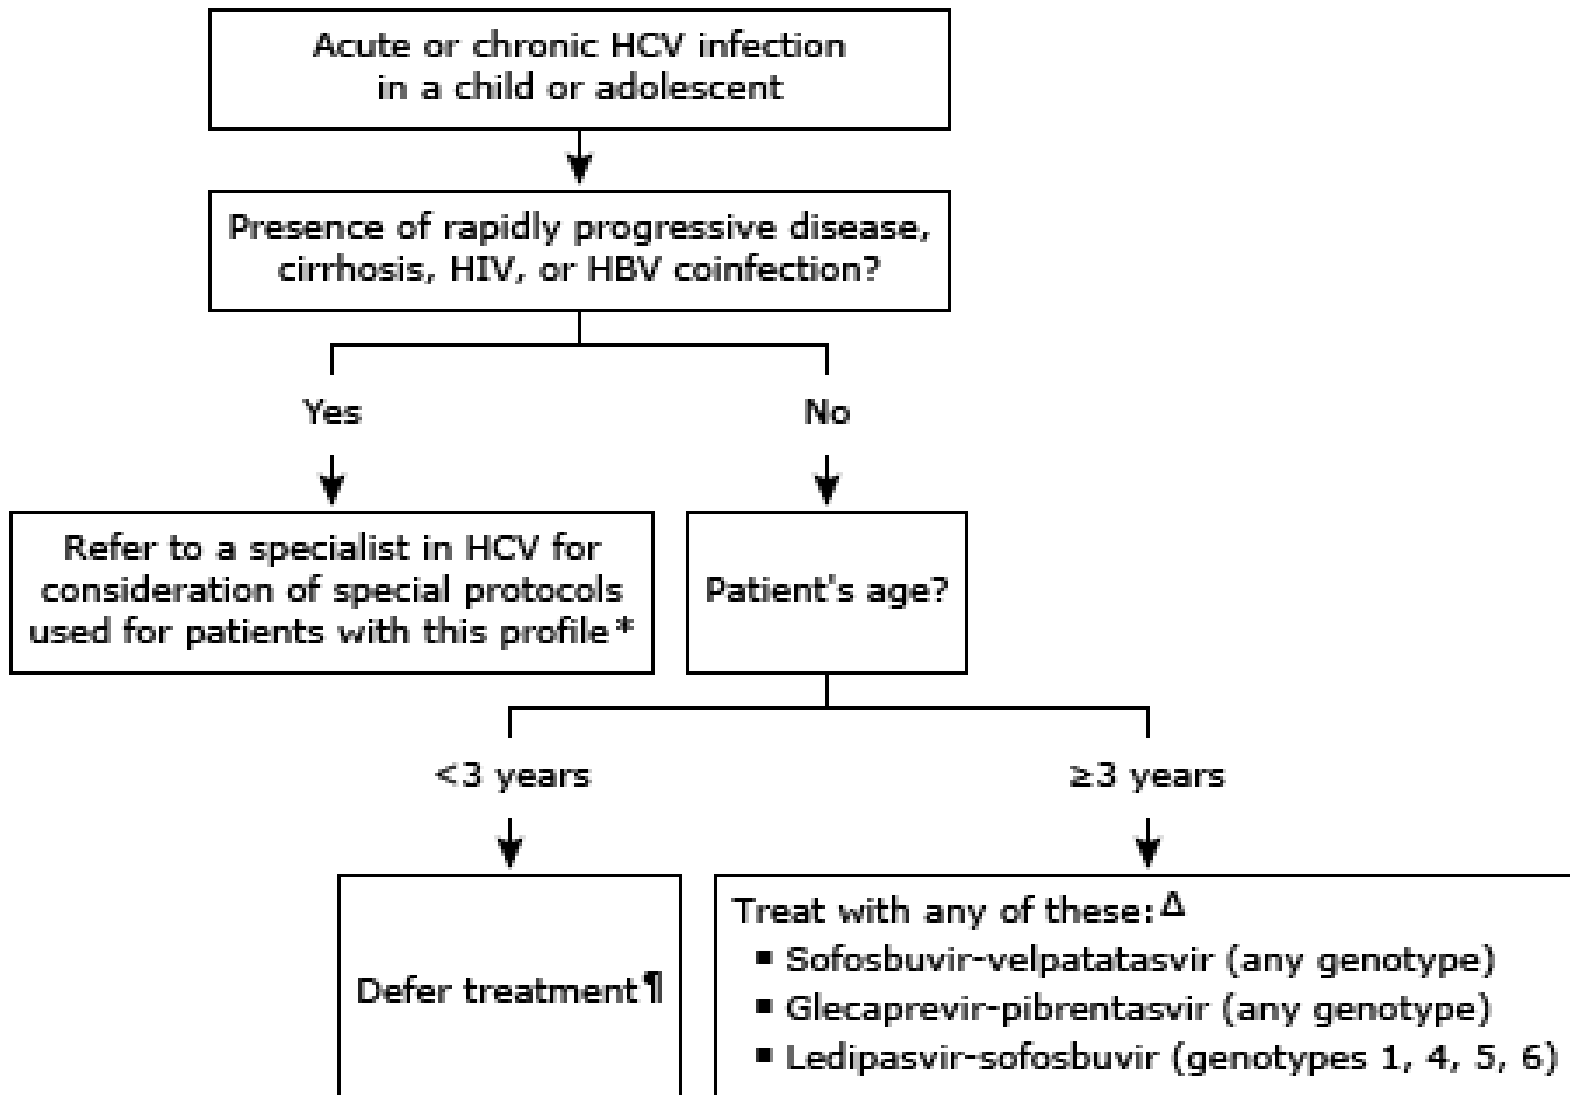 Acute or chronic HCV infection
in a child or adolescent
Presence of rapidly progressive disease,
cirrhosis, HIV, or HBV coinfection?
Yes
No
Refer to a specialist in HCV for
consideration of special protocols
used for patients with this profile*
Patient's age?
<3 years
≥3 years
Defer treatment¶
Treat with any of these:Δ
▪ Sofosbuvir-velpatatasvir (any genotype)
▪ Glecaprevir-pibrentasvir (any genotype)
▪ Ledipasvir-sofosbuvir (genotypes 1, 4, 5, 6)